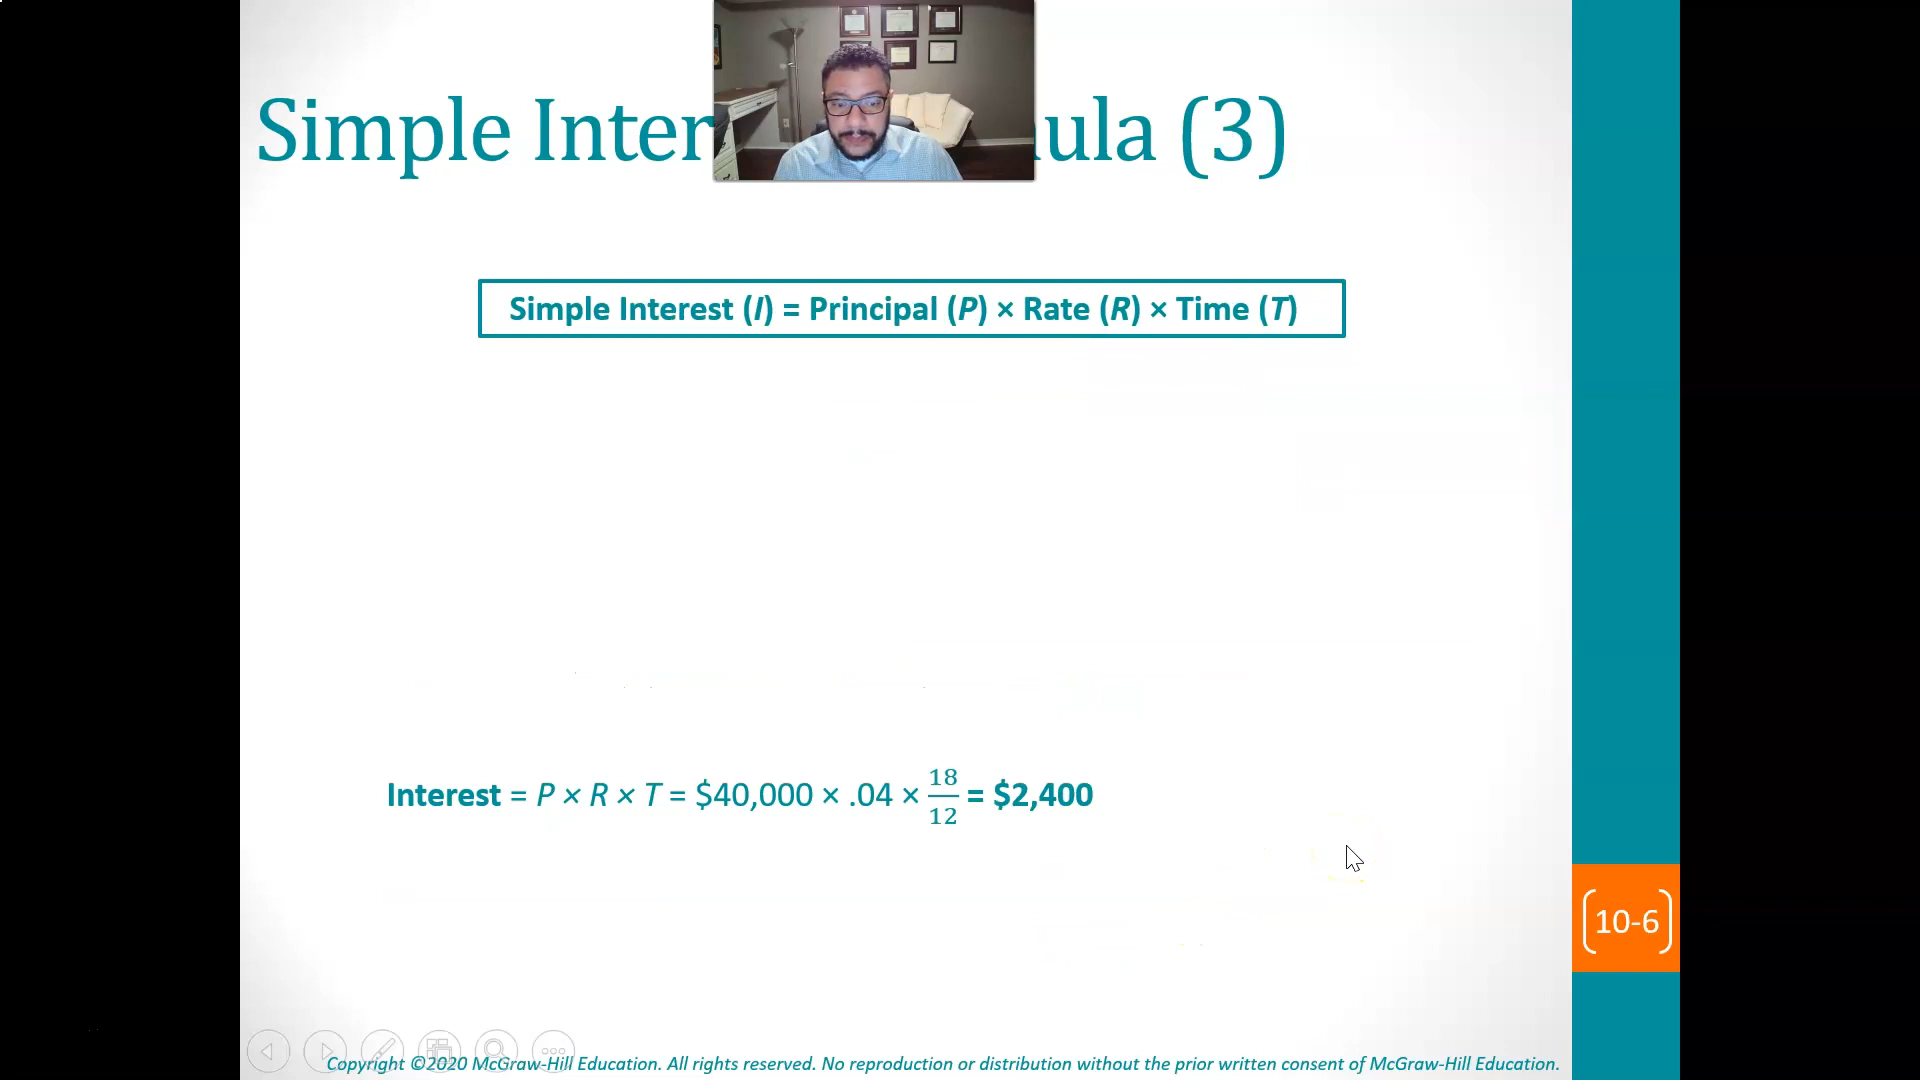 Simple Inter ula (3)
Simple Interest (I) = Principal (P) × Rate (R) × Time (T)
Interest = P × R × T = $40,000 × .04 × 18/12 = $2,400
10-6
Copyright ©2020 McGraw-Hill Education. All rights reserved. No reproduction or distribution without the prior written consent of McGraw-Hill Education.